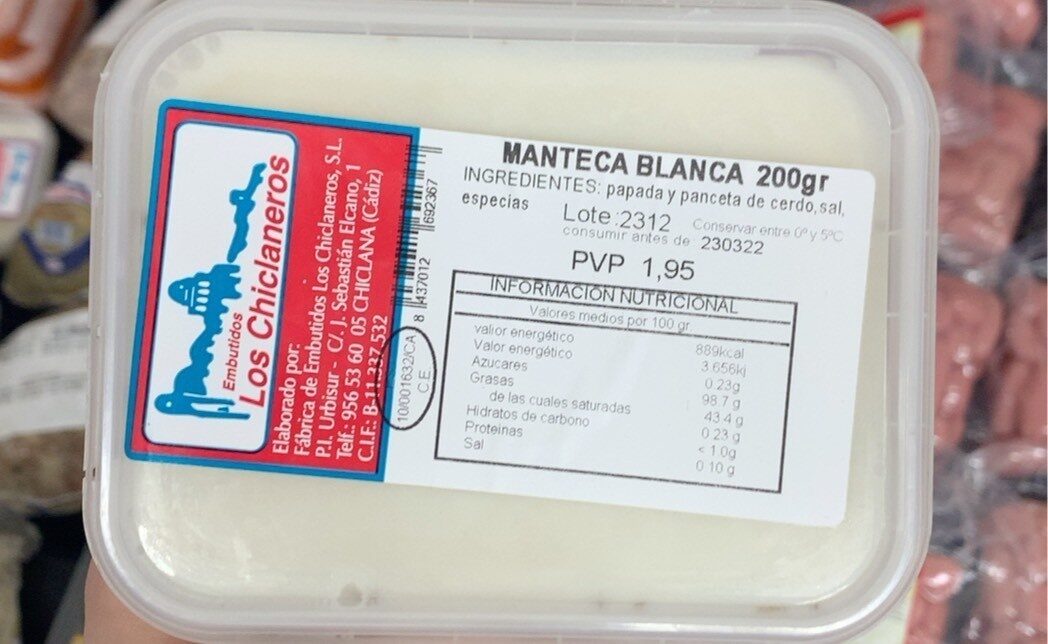 Embutidos
Los Chiclaneros
Elaborado por:
Fábrica de Embutidos Los Chiclaneros, S.L.
P.I. Urbisur - C/. J. Sebastián Elcano, 1
Telf.: 956 53 60 05 CHICLANA (Cádiz)
C.I.F.: B-11.337.532
10/001632/CA
C.E.
8 437012 692367
MANTECA BLANCA 200gr
INGREDIENTES: papada y panceta de cerdo, sal,
especias
Lote:2312 Conservar entre 0º y 5ºC
consumir antes de 230322
PVP 1,95
INFORMACIÓN NUTRICIONAL
Valores medios por 100 gr.
valior energético 889kcal
Valor energético 3.656kj
Azucares 0.23g
Grasas 98.7 g
de las cuales saturadas 43.4 g
Hidratos de carbono 0.23 g
Proteinas < 1.0g
Sal 0.10 g